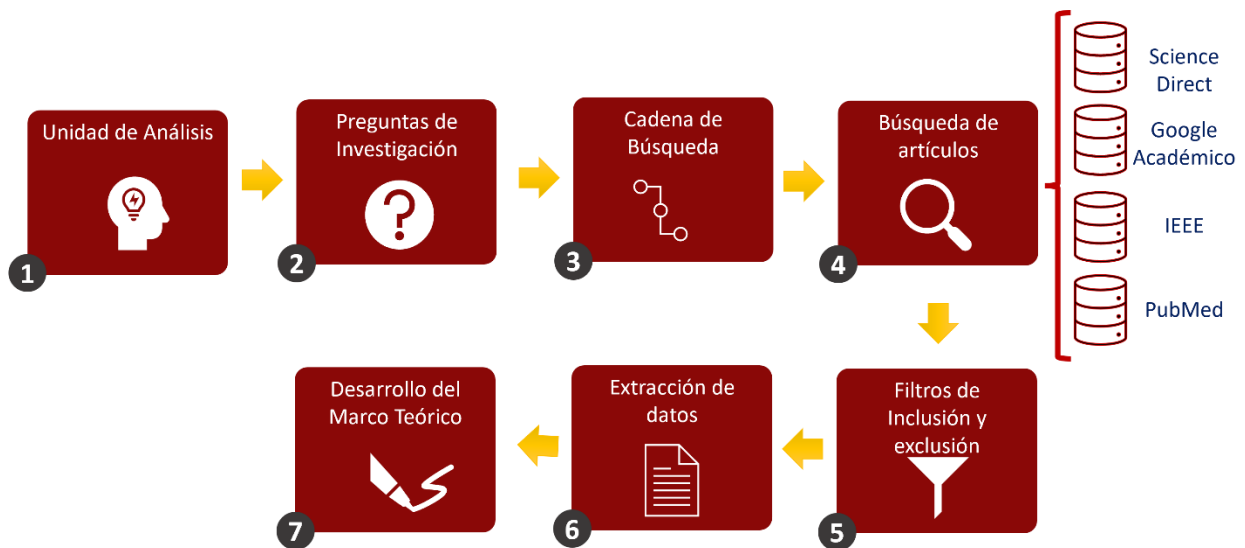 Unidad de Análisis
1
Preguntas de
Investigación
?
2
Cadena de
Búsqueda
3
Búsqueda de
artículos
4
Science
Direct
Google
Académico
IEEE
PubMed
Filtros de
Inclusión y
exclusión
5
Extracción de
datos
6
Desarrollo del
Marco Teórico
7